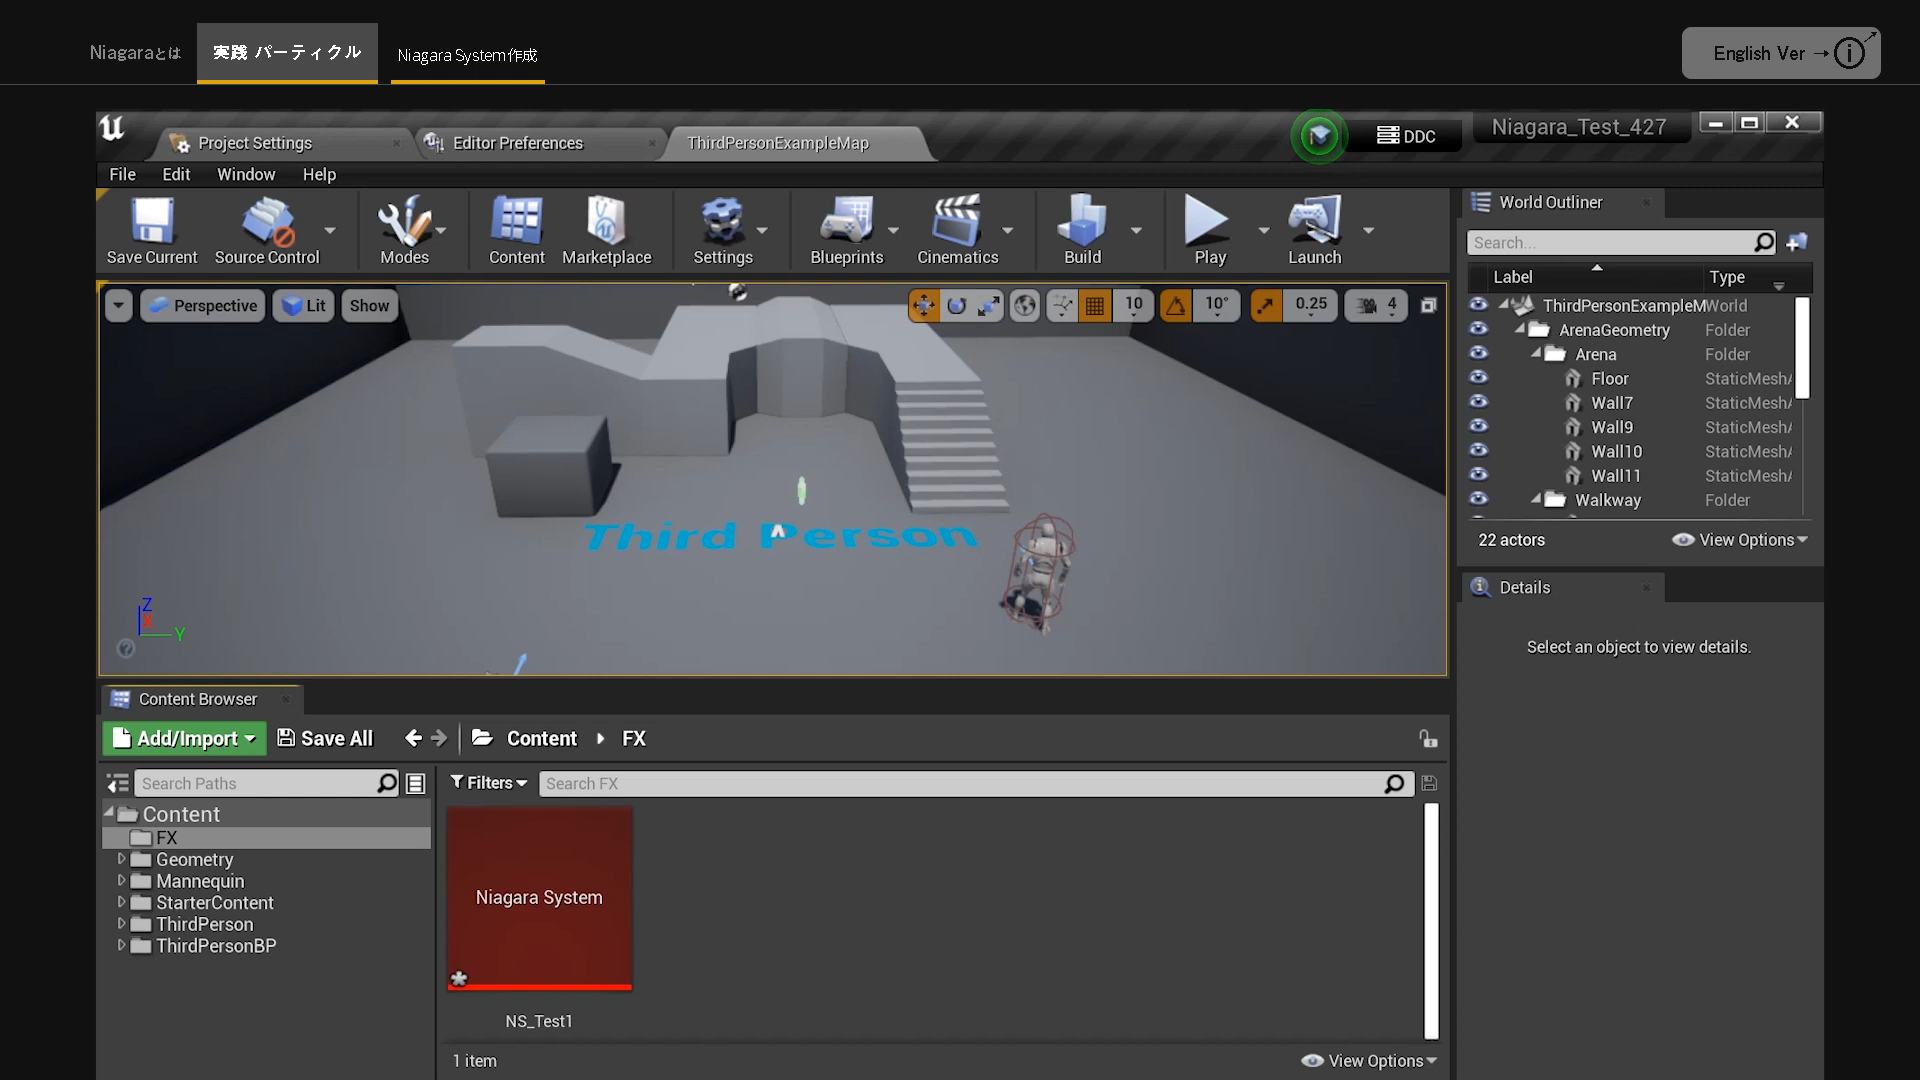 Niagaraとは
実践 パーティクル
Niagara System作成
English Ver →
Project Settings
Editor Preferences
ThirdPersonExampleMap
DDC
Niagara_Test_427
File Edit Window Help
Save Current
Source Control
Modes
Content
Marketplace
Settings
Blueprints
Cinematics
Build
Play
Launch
Perspective
Lit
Show
10
10°
0.25
4
Third Person
Z
X
Y
World Outliner
Search...
Label Type
ThirdPersonExampleM World
ArenaGeometry Folder
Arena Folder
Floor StaticMesh
Wall7 StaticMesh
Wall9 StaticMesh
Wall10 StaticMesh
Wall11 StaticMesh
Walkway Folder
22 actors
View Options
Details
Select an object to view details.
Content Browser
Add/Import
Save All
Content
FX
Search Paths
Filters
Search FX
Content
FX
Geometry
Mannequin
StarterContent
ThirdPerson
ThirdPersonBP
Niagara System
NS_Test1
1 item
View Options